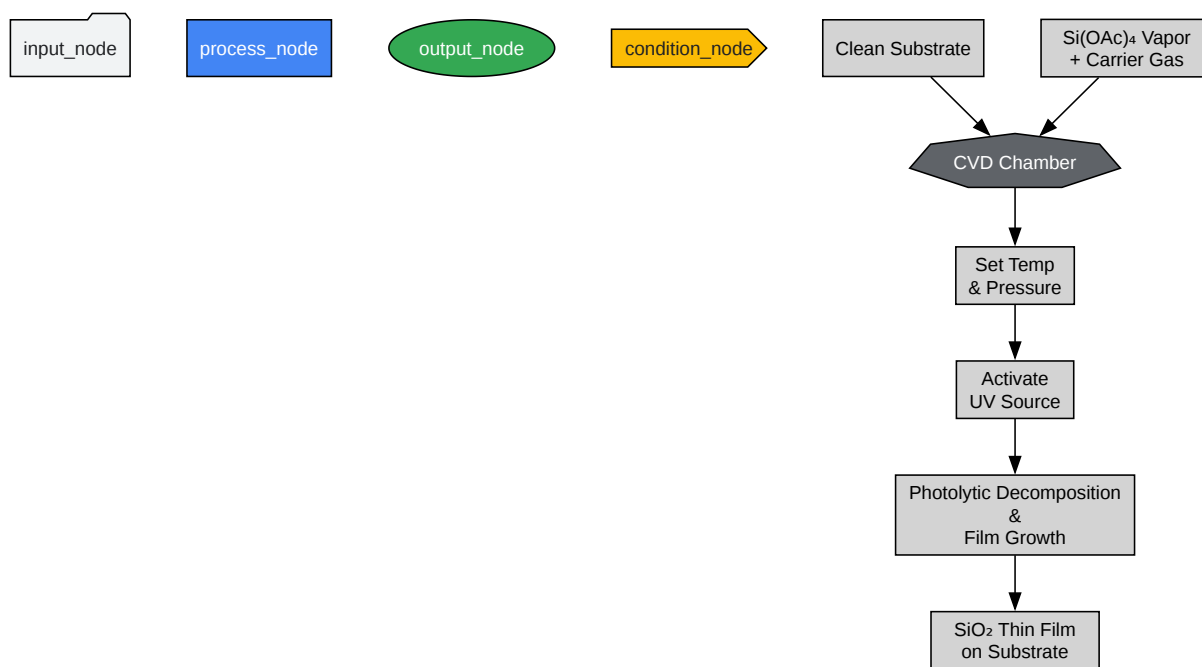 input_node
process_node
output_node
condition_node
Clean Substrate
Si(OAc)₄ Vapor
+ Carrier Gas
CVD Chamber
Set Temp
& Pressure
Activate
UV Source
Photolytic Decomposition
&
Film Growth
SiO₂ Thin Film
on Substrate